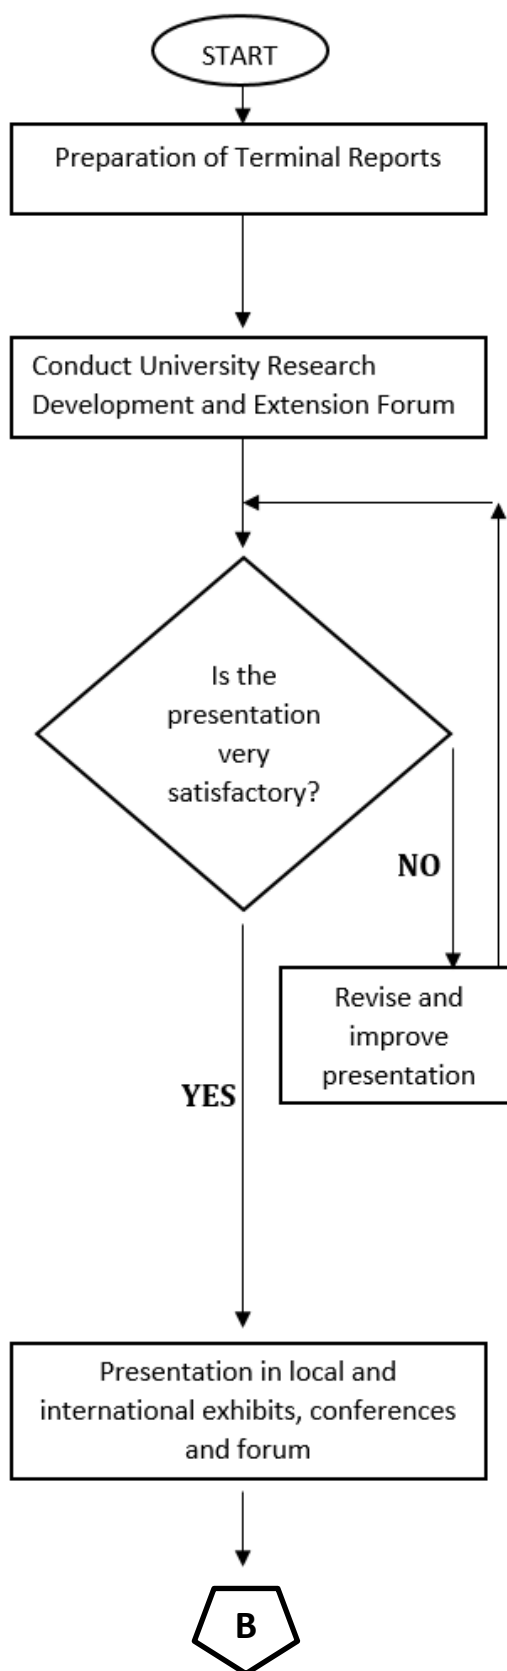 START
Preparation of Terminal Reports
Conduct University Research
Development and Extension Forum
Is the
presentation
very
satisfactory?
NO
Revise and
improve
presentation
YES
Presentation in local and
international exhibits, conferences
and forum
B